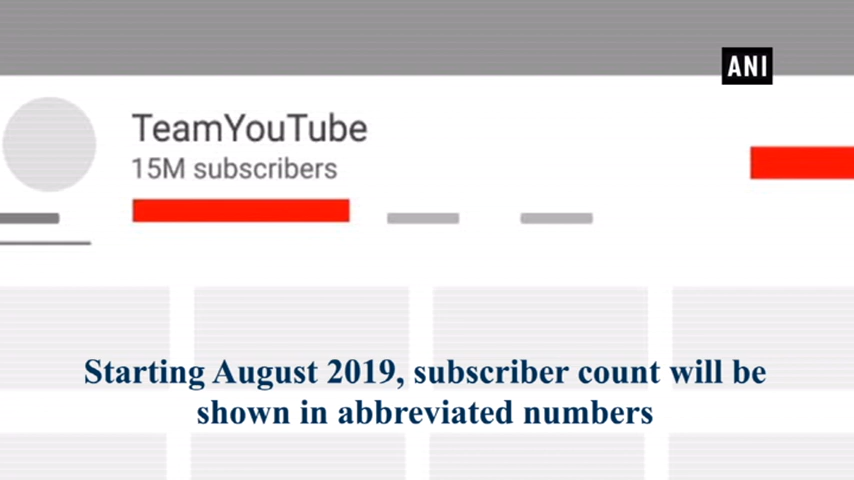 ANI
TeamYouTube
15M subscribers
Starting August 2019, subscriber count will be
shown in abbreviated numbers